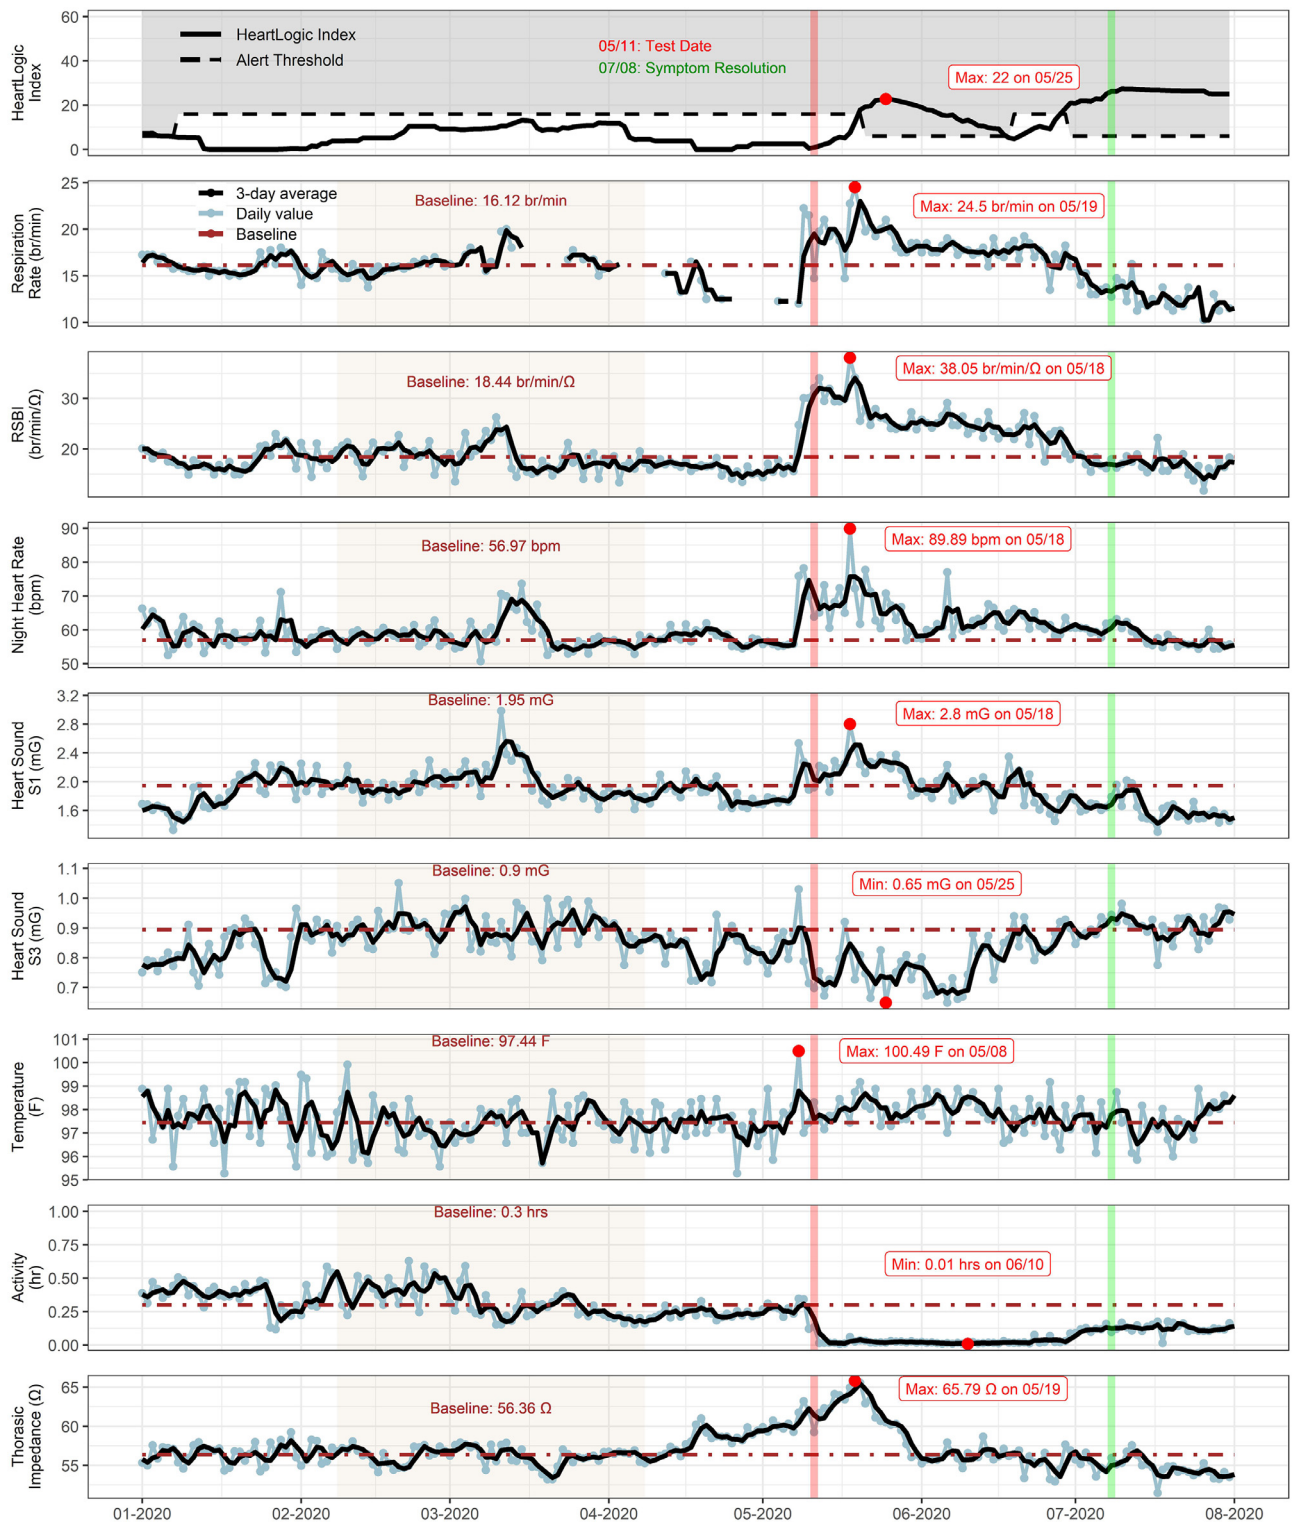 HeartLogic
Index
60
40
20
0
HeartLogic Index
Alert Threshold
05/11: Test Date
07/08: Symptom Resolution
Max: 22 on 05/25
Respiration
Rate (br/min)
25
20
15
10
3-day average
Daily value
Baseline
Baseline: 16.12 br/min
Max: 24.5 br/min on 05/19
RSBI
(br/min/Ω)
30
20
Baseline: 18.44 br/min/Ω
Max: 38.05 br/min/Ω on 05/18
Night Heart Rate
(bpm)
90
80
70
60
50
Baseline: 56.97 bpm
Max: 89.89 bpm on 05/18
Heart Sound
S1 (mG)
3.2
2.8
2.4
2.0
1.6
Baseline: 1.95 mG
Max: 2.8 mG on 05/18
Heart Sound
S3 (mG)
1.1
1.0
0.9
0.8
0.7
Baseline: 0.9 mG
Min: 0.65 mG on 05/25
Temperature
(F)
101
100
99
98
97
96
95
Baseline: 97.44 F
Max: 100.49 F on 05/08
Activity
(hr)
1.00
0.75
0.50
0.25
0.00
Baseline: 0.3 hrs
Min: 0.01 hrs on 06/10
Thorasic
Impedance (Ω)
65
60
55
Baseline: 56.36 Ω
Max: 65.79 Ω on 05/19
01-2020 02-2020 03-2020 04-2020 05-2020 06-2020 07-2020 08-2020